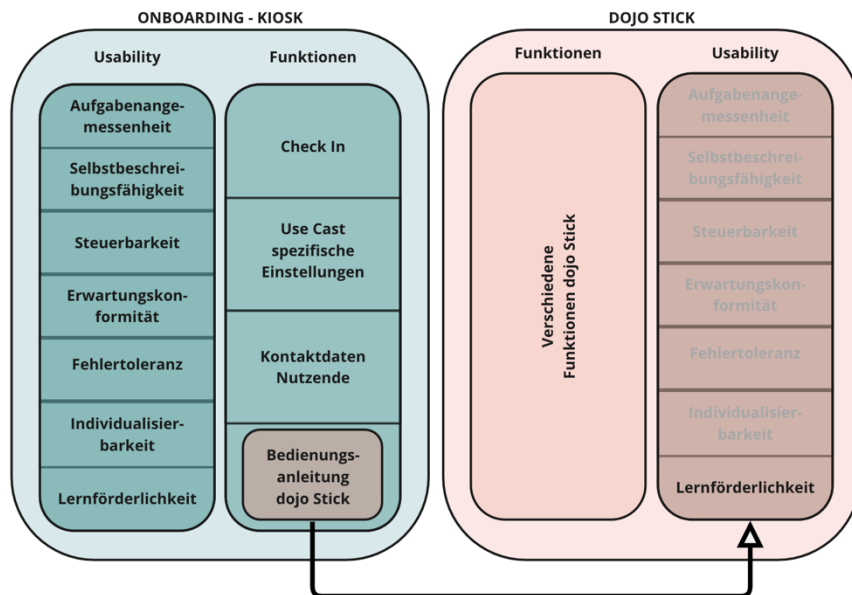 ONBOARDING - KIOSK
Usability
Funktionen
Aufgabenange-
messenheit
Selbstbeschrei-
bungsfähigkeit
Steuerbarkeit
Erwartungskon-
formität
Fehlertoleranz
Individualisier-
barkeit
Lernförderlichkeit
Check In
Use Cast
spezifische
Einstellungen
Kontaktdaten
Nutzende
Bedienungs-
anleitung
dojo Stick
DOJO STICK
Funktionen
Usability
Verschiedene
Funktionen dojo Stick
Aufgabenange-
messenheit
Selbstbeschrei-
bungsfähigkeit
Steuerbarkeit
Erwartungskon-
formität
Fehlertoleranz
Individualisier-
barkeit
Lernförderlichkeit